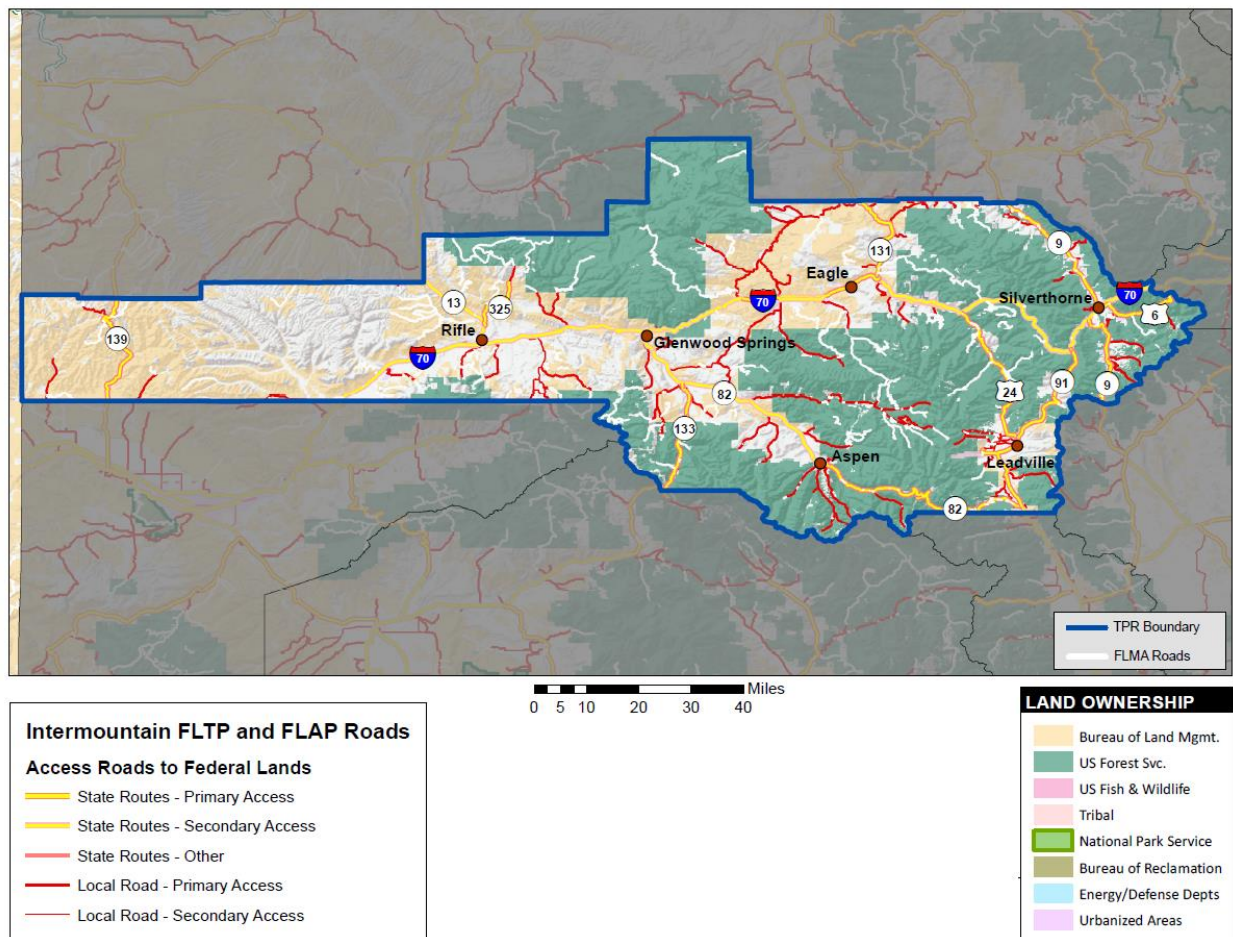 9
131
Eagle
70
Silverthorne
70
6
13
325
70
139
Rifle
Glenwood Springs
70
82
24
91
9
133
Aspen
Leadville
82
TPR Boundary
FLMA Roads
Miles
0 5 10 20 30 40
Intermountain FLTP and FLAP Roads
Access Roads to Federal Lands
State Routes - Primary Access
State Routes - Secondary Access
State Routes - Other
Local Road - Primary Access
Local Road - Secondary Access
LAND OWNERSHIP
Bureau of Land Mgmt.
US Forest Svc.
US Fish & Wildlife
Tribal
National Park Service
Bureau of Reclamation
Energy/Defense Depts
Urbanized Areas